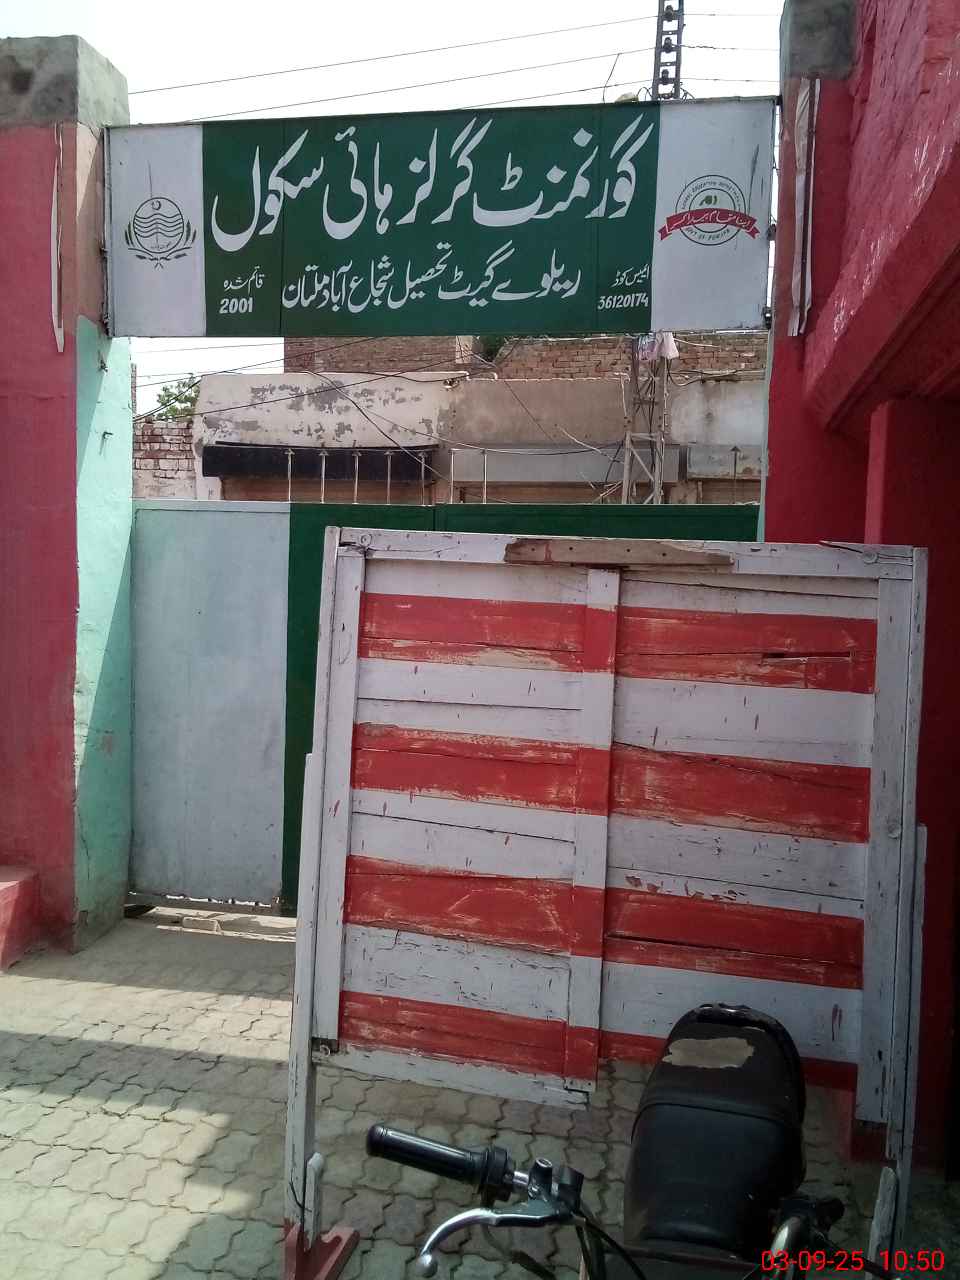 گورنمنٹ گرلز ہائی سکول
ریلوے گیٹ تحصیل شجاع آباد ملتان
ایمیس کوڈ
36120174
قائم شدہ
2001
03-09-25 10:50